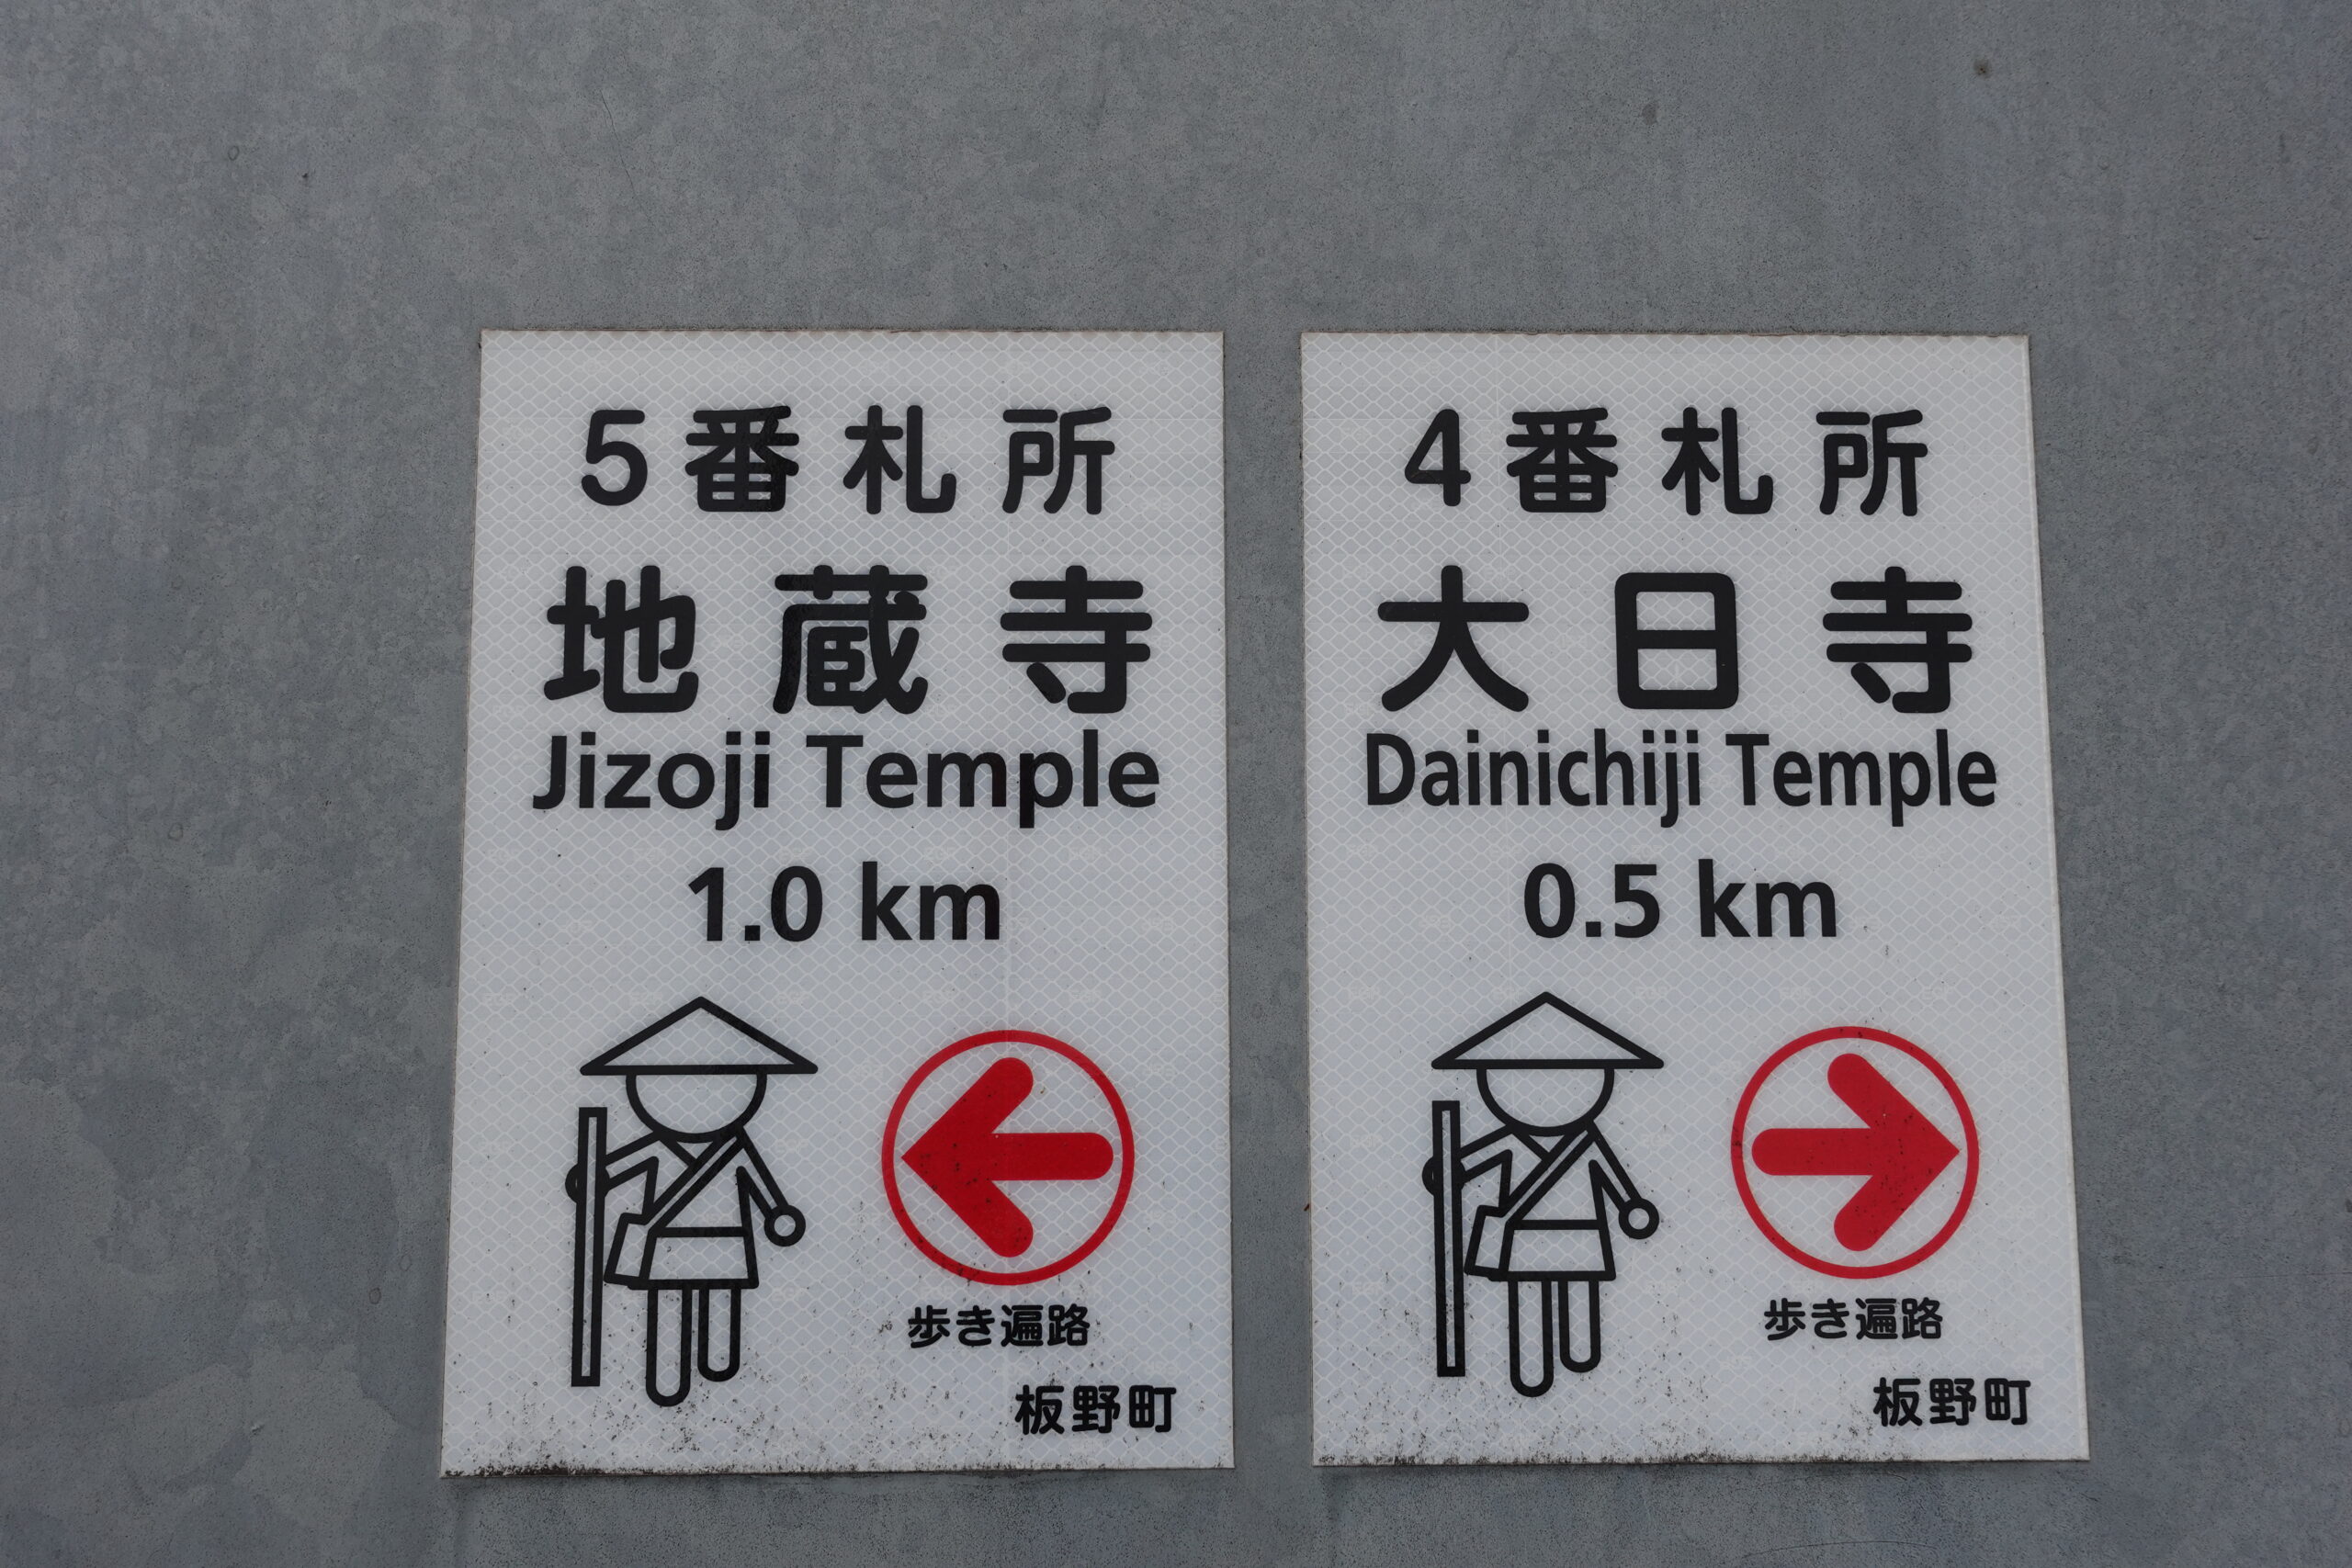 5番札所
地蔵寺
Jizoji Temple
1.0 km
歩き遍路
板野町
4番札所
大日寺
Dainichiji Temple
0.5 km
歩き遍路
板野町